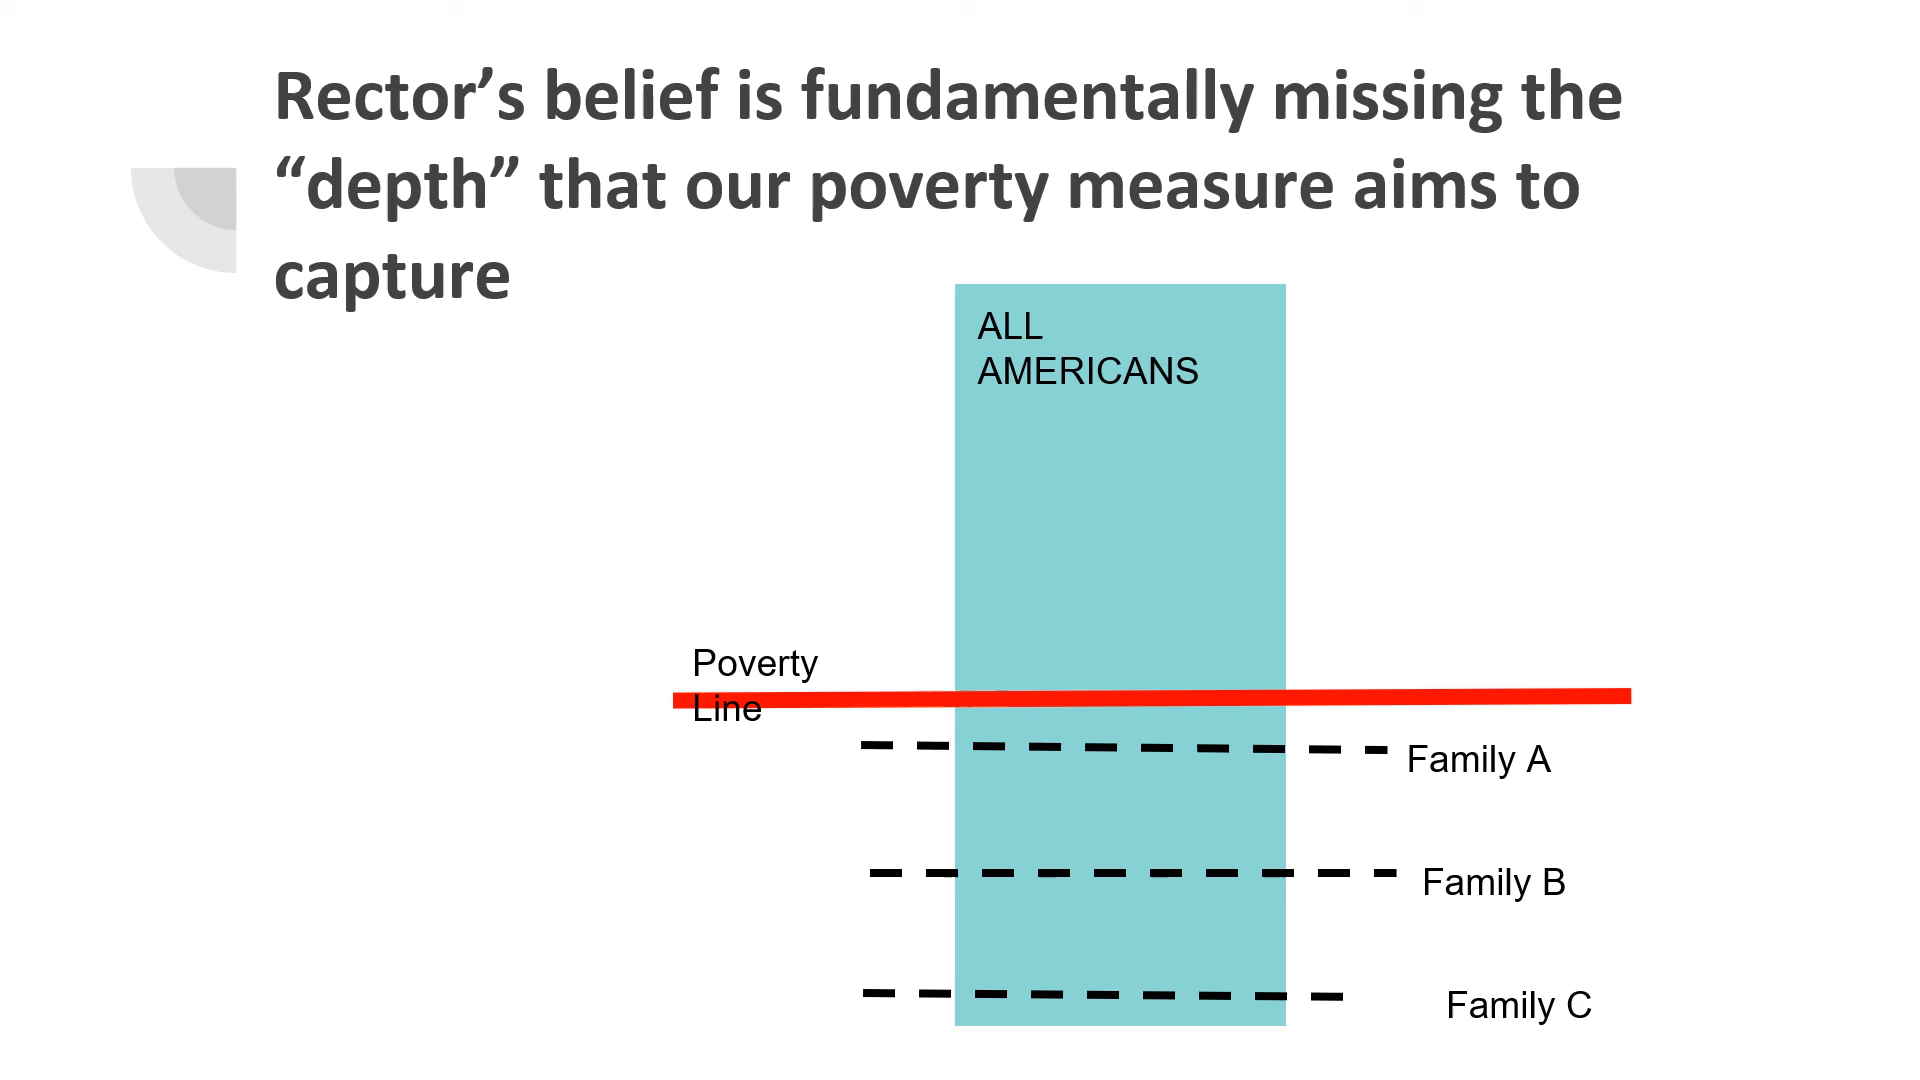 Rector’s belief is fundamentally missing the
“depth” that our poverty measure aims to
capture
ALL
AMERICANS
Poverty
Line
Family A
Family B
Family C